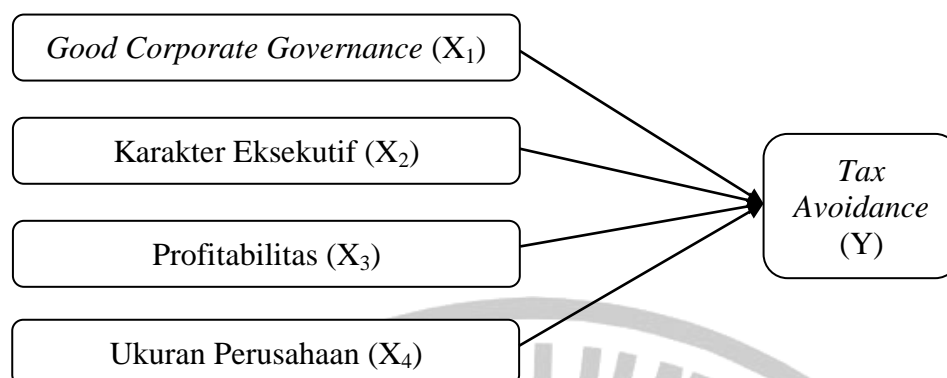 Good Corporate Governance (X₁)
Karakter Eksekutif (X₂)
Profitabilitas (X₃)
Ukuran Perusahaan (X₄)
Tax
Avoidance
(Y)